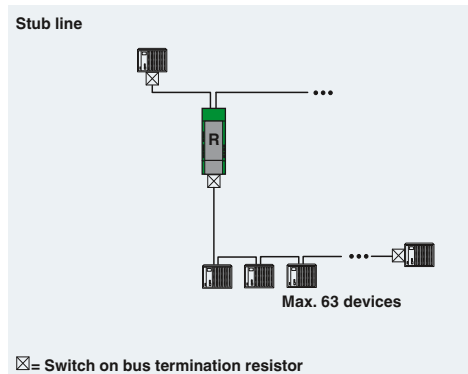 Stub line
R
Max. 63 devices
☒= Switch on bus termination resistor